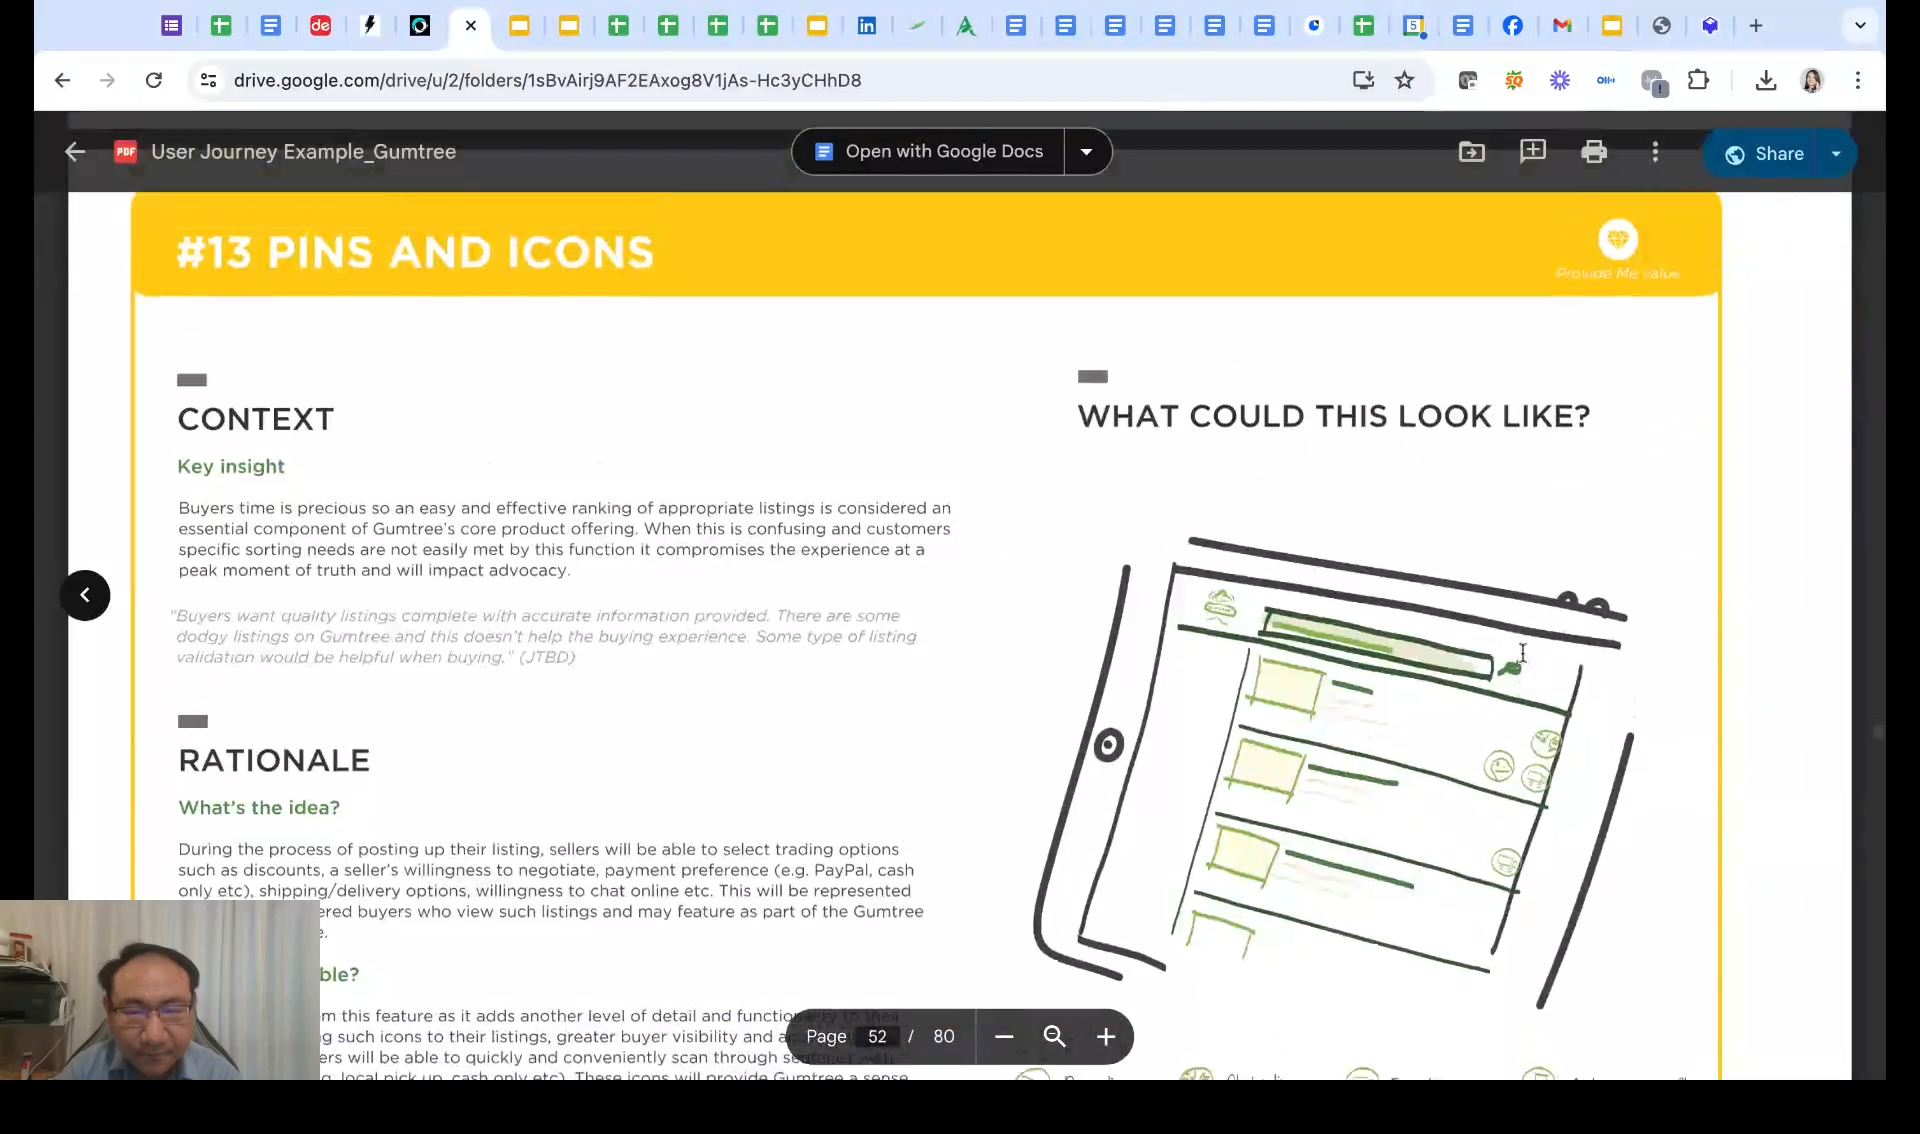 drive.google.com/drive/u/2/folders/1sBvAirj9AF2EAxog8V1jAs-Hc3yCHhD8
PDF
User Journey Example_Gumtree
Open with Google Docs
Share
#13 PINS AND ICONS
Provide Me Value
CONTEXT
Key insight
Buyers time is precious so an easy and effective ranking of appropriate listings is considered an
essential component of Gumtree's core product offering. When this is confusing and customers
specific sorting needs are not easily met by this function it compromises the experience at a
peak moment of truth and will impact advocacy.
"Buyers want quality listings complete with accurate information provided. There are some
dodgy listings on Gumtree and this doesn't help the buying experience. Some type of listing
validation would be helpful when buying." (JTBD)
RATIONALE
What's the idea?
During the process of posting up their listing, sellers will be able to select trading options
such as discounts, a seller's willingness to negotiate, payment preference (e.g. PayPal, cash
only etc), shipping/delivery options, willingness to chat online etc. This will be represented
ered buyers who view such listings and may feature as part of the Gumtree
e.
ble?
m this feature as it adds another level of detail and functionality to their
g such icons to their listings, greater buyer visibility and a
ers will be able to quickly and conveniently scan through
g, local pick up, cash only etc). These icons will provide Gumtree a sense
WHAT COULD THIS LOOK LIKE?
Page 52 / 80